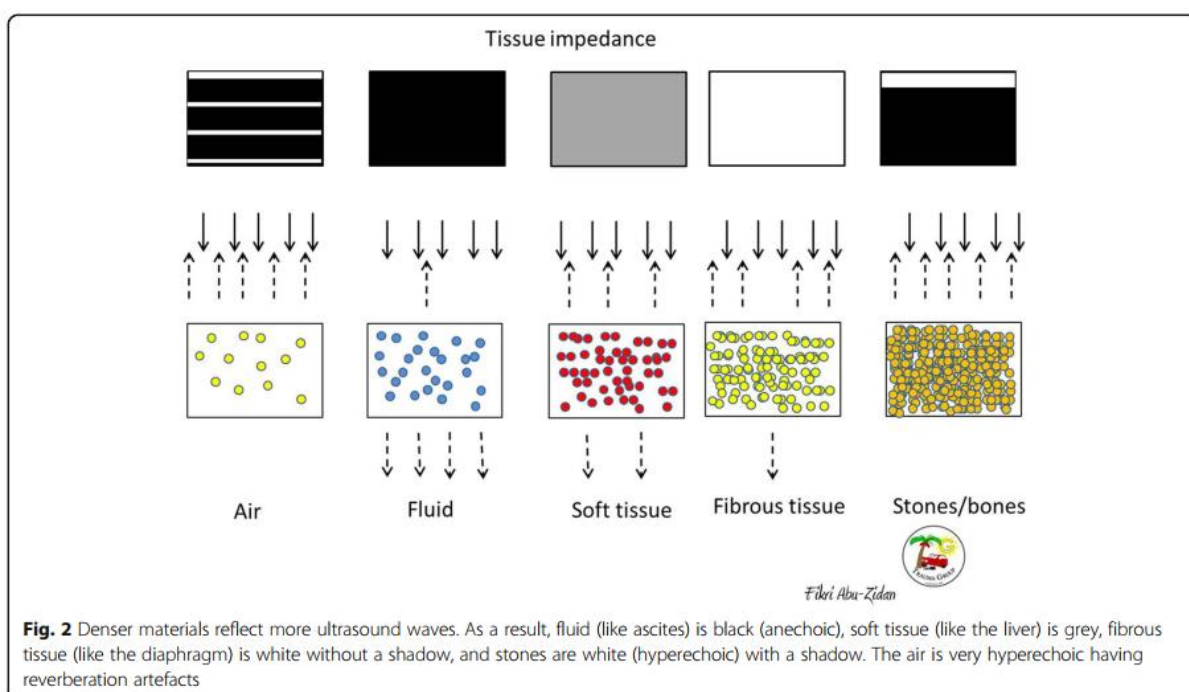 Tissue impedance
Air
Fluid
Soft tissue
Fibrous tissue
Stones/bones
TRAUMA GROUP
Fikri Abu-Zidan
Fig. 2 Denser materials reflect more ultrasound waves. As a result, fluid (like ascites) is black (anechoic), soft tissue (like the liver) is grey, fibrous
tissue (like the diaphragm) is white without a shadow, and stones are white (hyperechoic) with a shadow. The air is very hyperechoic having
reverberation artefacts